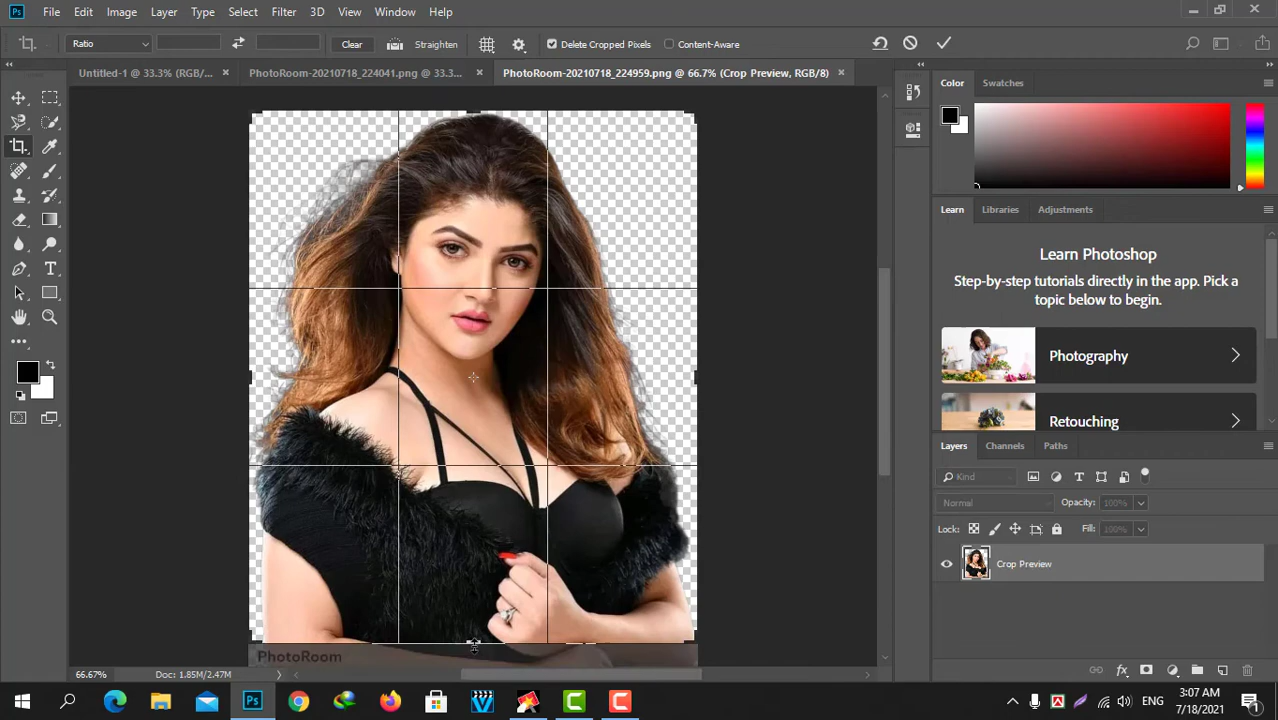 Ps File Edit Image Layer Type Select Filter 3D View Window Help
Ratio Clear Straighten Delete Cropped Pixels Content-Aware
Untitled-1 @ 33.3% (RGB/... × PhotoRoom-20210718_224041.png @ 33.3... × PhotoRoom-20210718_224959.png @ 66.7% (Crop Preview, RGB/8) ×
Color Swatches
Learn Libraries Adjustments
Learn Photoshop
Step-by-step tutorials directly in the app. Pick a topic below to begin.
Photography
Retouching
Layers Channels Paths
Kind
Normal Opacity: 100%
Lock: Fill: 100%
Crop Preview
PhotoRoom
66.67% Doc: 1.85M/2.47M
Ps ENG 3:07 AM
7/18/2021